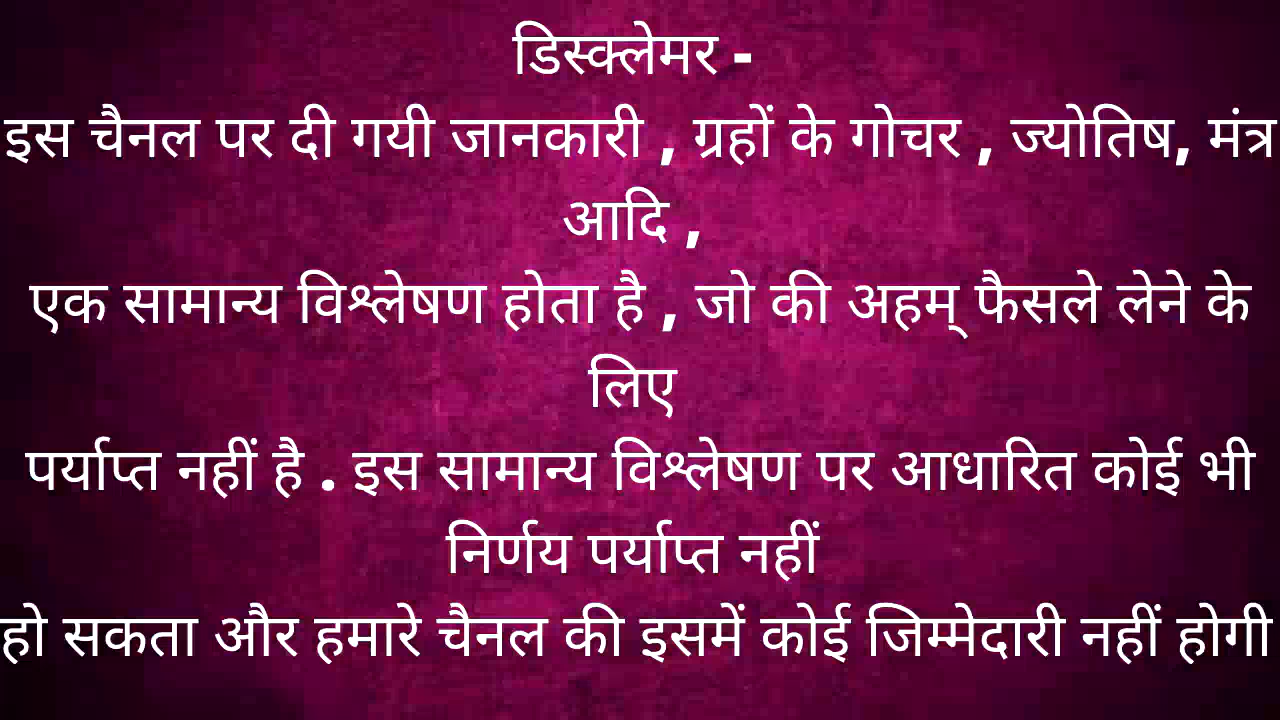 डिस्क्लेमर -
इस चैनल पर दी गयी जानकारी , ग्रहों के गोचर , ज्योतिष, मंत्र
आदि ,
एक सामान्य विश्लेषण होता है , जो की अहम् फैसले लेने के
लिए
पर्याप्त नहीं है . इस सामान्य विश्लेषण पर आधारित कोई भी
निर्णय पर्याप्त नहीं
हो सकता और हमारे चैनल की इसमें कोई जिम्मेदारी नहीं होगी